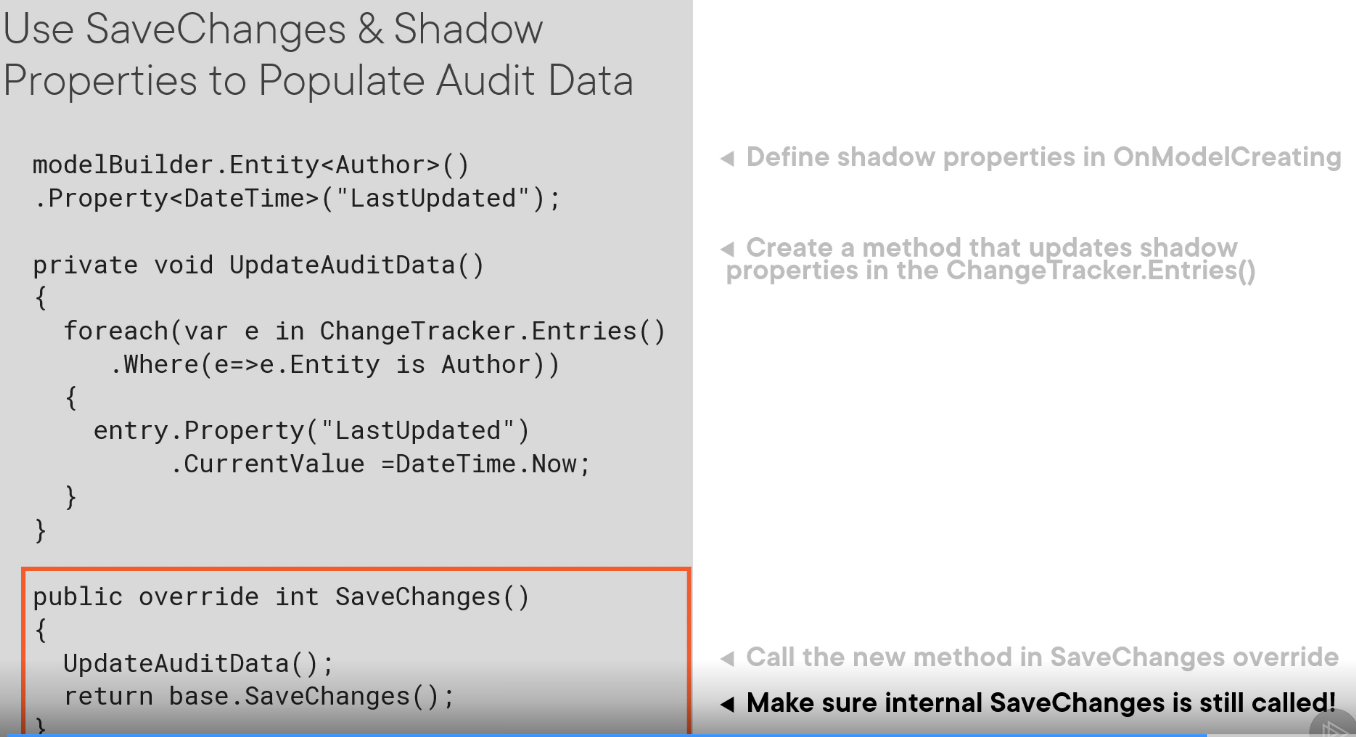 Use SaveChanges & Shadow
Properties to Populate Audit Data
modelBuilder.Entity<Author>()
.Property<DateTime>("LastUpdated");
◄ Define shadow properties in OnModelCreating
private void UpdateAuditData()
{
foreach(var e in ChangeTracker.Entries()
.Where(e=>e.Entity is Author))
{
entry.Property("LastUpdated")
.CurrentValue =DateTime.Now;
}
}
◄ Create a method that updates shadow
properties in the ChangeTracker.Entries()
public override int SaveChanges()
{
UpdateAuditData();
return base.SaveChanges();
}
◄ Call the new method in SaveChanges override
◄ Make sure internal SaveChanges is still called!